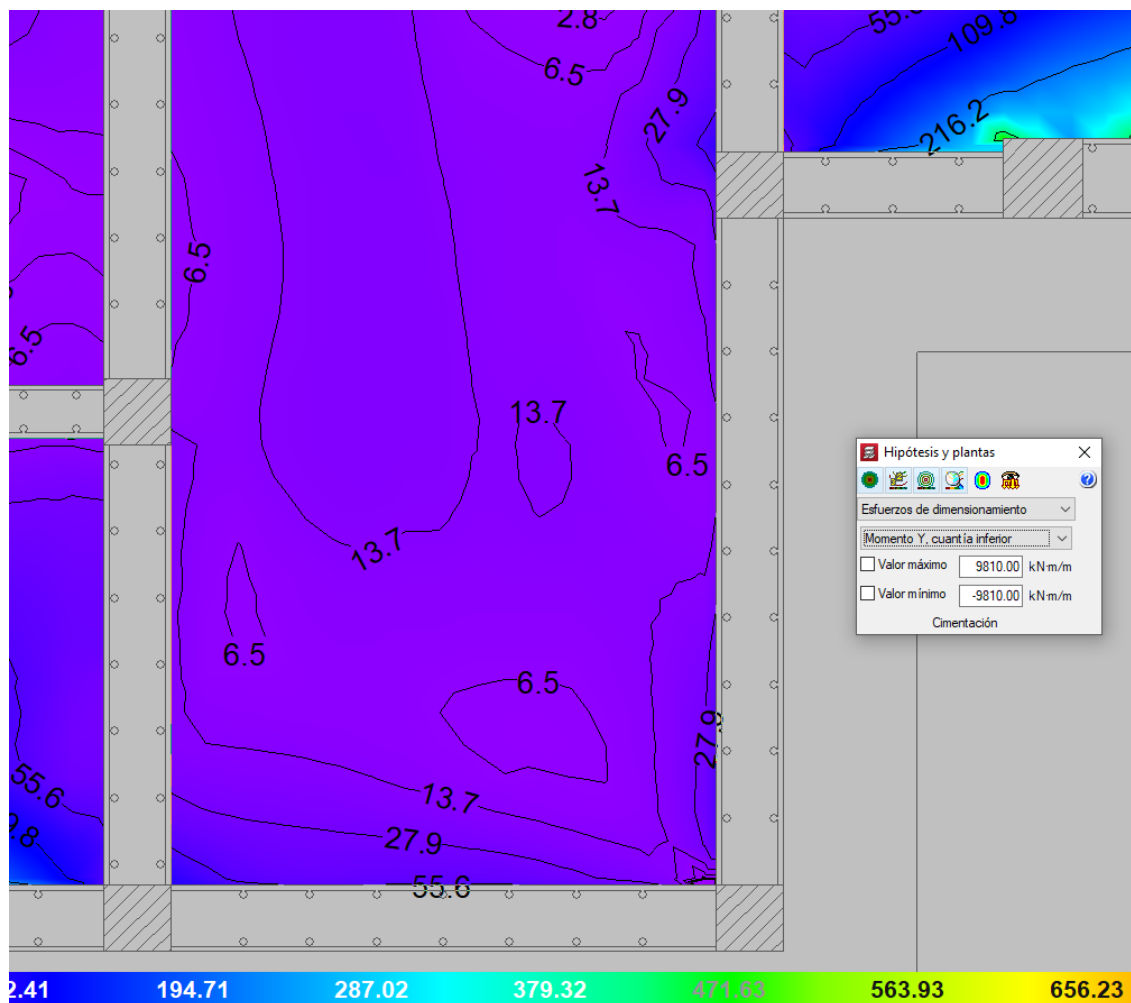 2.8
55.6
109.8
6.5
27.9
216.2
13.7
6.5
6.5
13.7
6.5
13.7
6.5
6.5
27.9
55.6
9.8
13.7
27.9
55.6
Hipótesis y plantas
Esfuerzos de dimensionamiento
Momento Y, cuantía inferior
Valor máximo 9810.00 kN·m/m
Valor mínimo -9810.00 kN·m/m
Cimentación
2.41 194.71 287.02 379.32 471.63 563.93 656.23